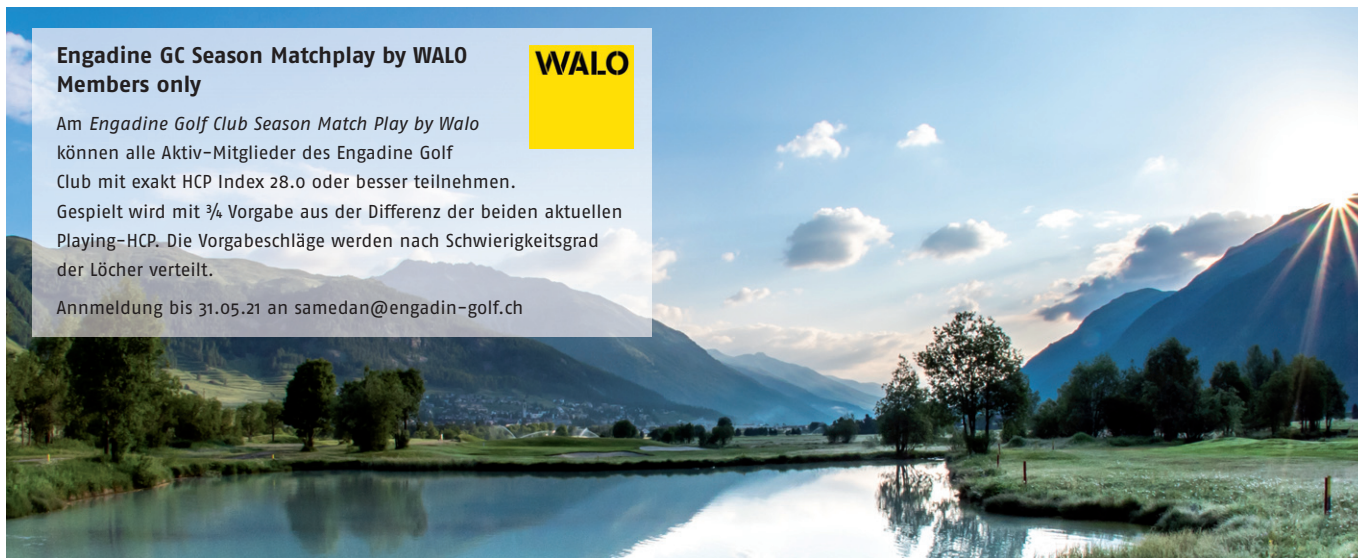 Engadine GC Season Matchplay by WALO
Members only
WALO
Am Engadine Golf Club Season Match Play by Walo
können alle Aktiv-Mitglieder des Engadine Golf
Club mit exakt HCP Index 28.0 oder besser teilnehmen.
Gespielt wird mit ¾ Vorgabe aus der Differenz der beiden aktuellen
Playing-HCP. Die Vorgabeschläge werden nach Schwierigkeitsgrad
der Löcher verteilt.
Annmeldung bis 31.05.21 an samedan@engadin-golf.ch